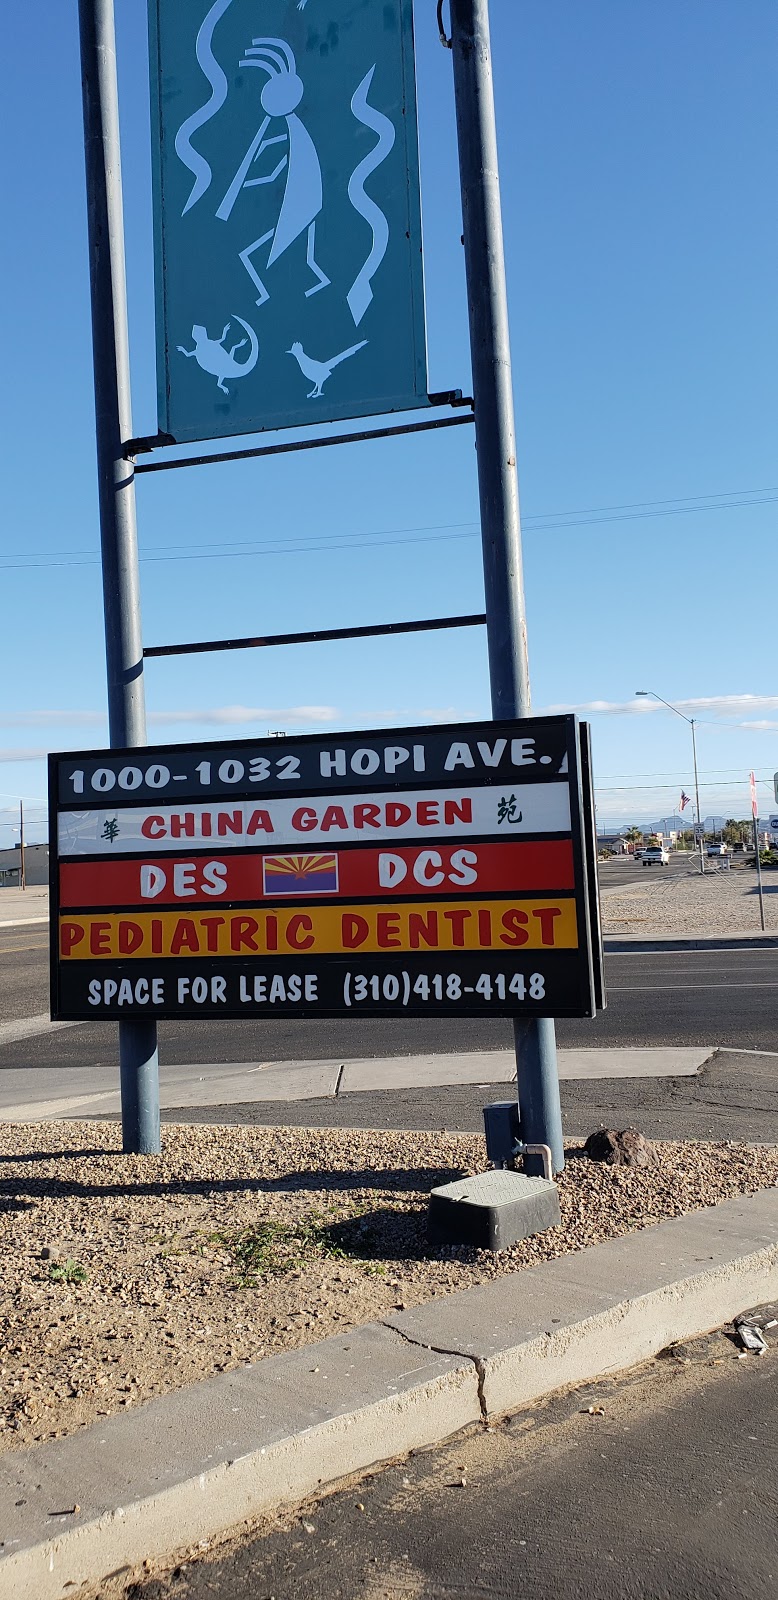 1000-1032 HOPI AVE.
華 CHINA GARDEN 苑
DES DCS
PEDIATRIC DENTIST
SPACE FOR LEASE (310)418-4148